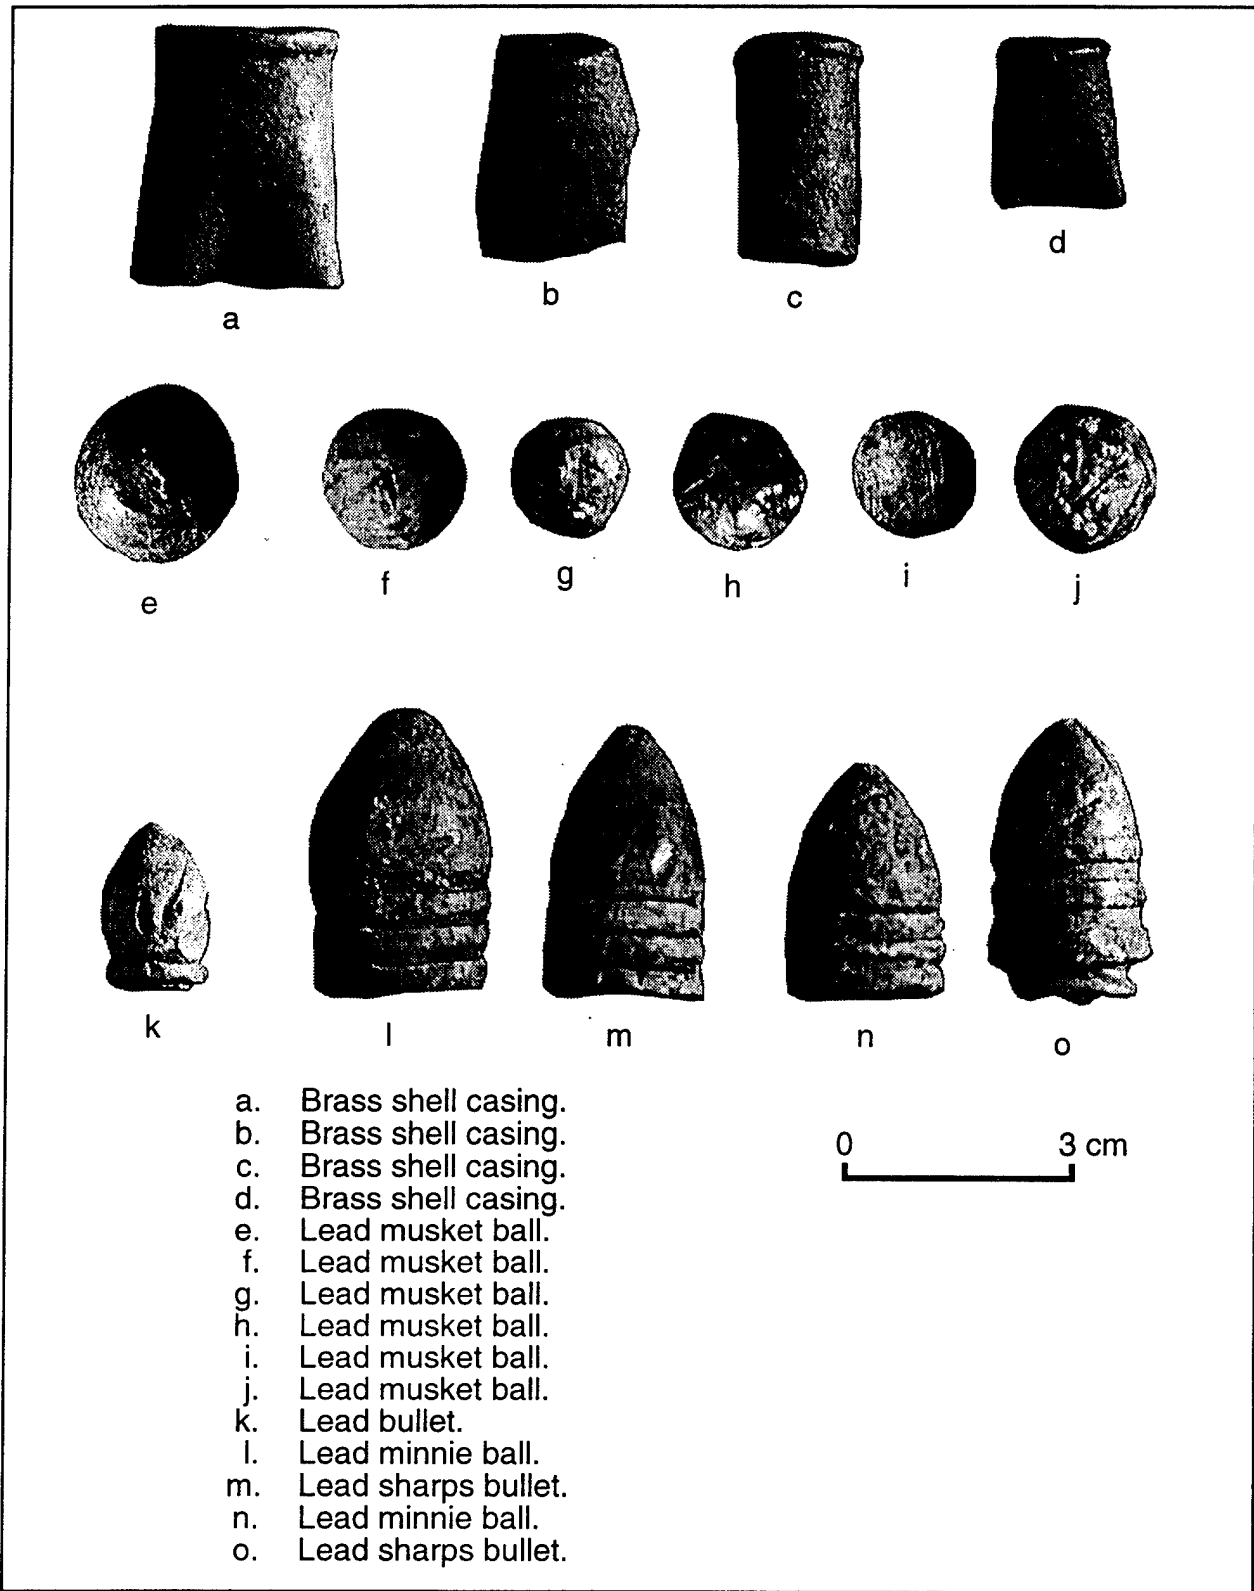 a
b
c
d
e
f
g
h
i
j
k
l
m
n
o
a. Brass shell casing.
b. Brass shell casing.
c. Brass shell casing.
d. Brass shell casing.
e. Lead musket ball.
f. Lead musket ball.
g. Lead musket ball.
h. Lead musket ball.
i. Lead musket ball.
j. Lead musket ball.
k. Lead bullet.
l. Lead minnie ball.
m. Lead sharps bullet.
n. Lead minnie ball.
o. Lead sharps bullet.
0 3 cm